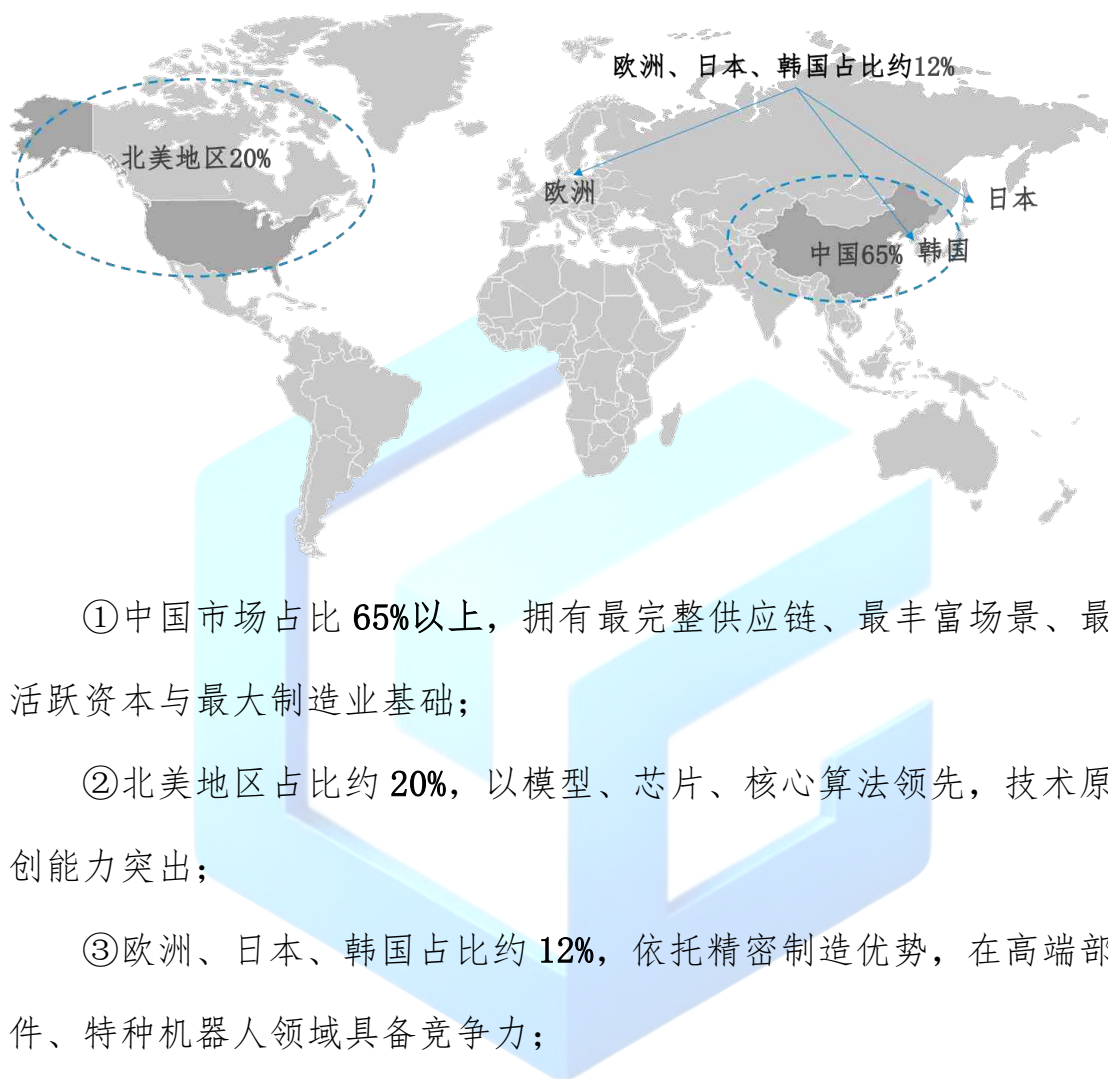 欧洲、日本、韩国占比约12%
北美地区20%
欧洲
日本
中国65%
韩国
①中国市场占比 65%以上，拥有最完整供应链、最丰富场景、最
活跃资本与最大制造业基础；
②北美地区占比约 20%，以模型、芯片、核心算法领先，技术原
创能力突出；
③欧洲、日本、韩国占比约 12%，依托精密制造优势，在高端部
件、特种机器人领域具备竞争力；